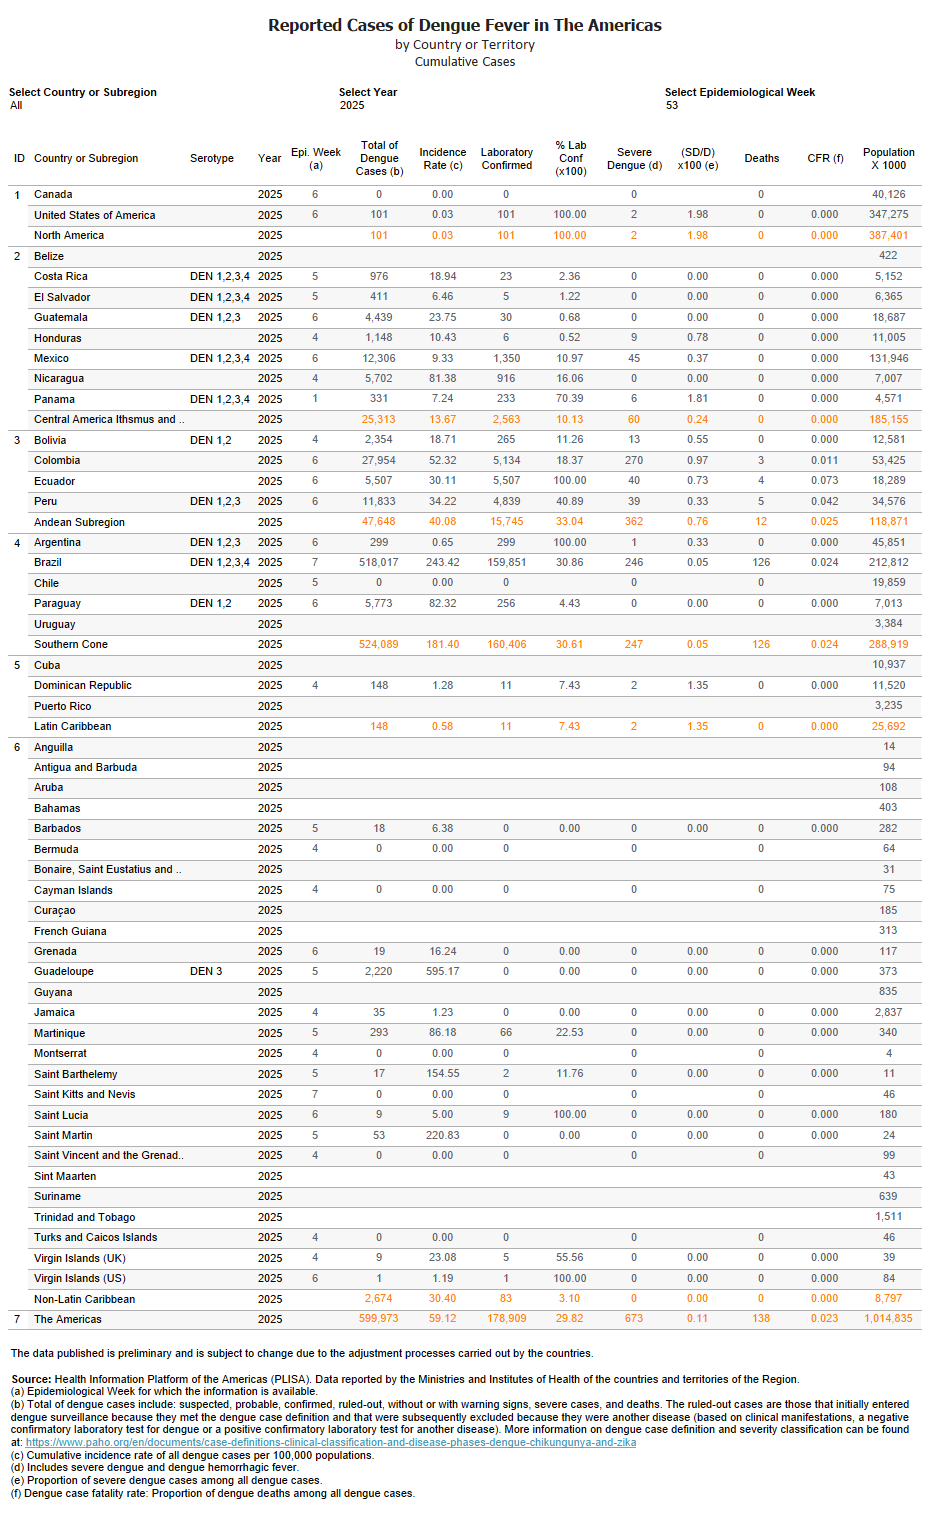 Reported Cases of Dengue Fever in The Americas
by Country or Territory
Cumulative Cases
Select Country or Subregion Select Year Select Epidemiological Week
All 2025 53
ID Country or Subregion Serotype Year Epi. Week (a) Total of Dengue Cases (b) Incidence Rate (c) Laboratory Confirmed % Lab Conf (x100) Severe Dengue (d) (SD/D) x100 (e) Deaths CFR (f) Population X 1000
1 Canada 2025 6 0 0.00 0 0 0 40,126
United States of America 2025 6 101 0.03 101 100.00 2 1.98 0 0.000 347,275
North America 2025 101 0.03 101 100.00 2 1.98 0 0.000 387,401
2 Belize 2025 422
Costa Rica DEN 1,2,3,4 2025 5 976 18.94 23 2.36 0 0.00 0 0.000 5,152
El Salvador DEN 1,2,3,4 2025 5 411 6.46 5 1.22 0 0.00 0 0.000 6,365
Guatemala DEN 1,2,3 2025 6 4,439 23.75 30 0.68 0 0.00 0 0.000 18,687
Honduras 2025 4 1,148 10.43 6 0.52 9 0.78 0 0.000 11,005
Mexico DEN 1,2,3,4 2025 6 12,306 9.33 1,350 10.97 45 0.37 0 0.000 131,946
Nicaragua 2025 4 5,702 81.38 916 16.06 0 0.00 0 0.000 7,007
Panama DEN 1,2,3,4 2025 1 331 7.24 233 70.39 6 1.81 0 0.000 4,571
Central America Ithsmus and .. 2025 25,313 13.67 2,563 10.13 60 0.24 0 0.000 185,155
3 Bolivia DEN 1,2 2025 4 2,354 18.71 265 11.26 13 0.55 0 0.000 12,581
Colombia 2025 6 27,954 52.32 5,134 18.37 270 0.97 3 0.011 53,425
Ecuador 2025 6 5,507 30.11 5,507 100.00 40 0.73 4 0.073 18,289
Peru DEN 1,2,3 2025 6 11,833 34.22 4,839 40.89 39 0.33 5 0.042 34,576
Andean Subregion 2025 47,648 40.08 15,745 33.04 362 0.76 12 0.025 118,871
4 Argentina DEN 1,2,3 2025 6 299 0.65 299 100.00 1 0.33 0 0.000 45,851
Brazil DEN 1,2,3,4 2025 7 518,017 243.42 159,851 30.86 246 0.05 126 0.024 212,812
Chile 2025 5 0 0.00 0 0 0 19,859
Paraguay DEN 1,2 2025 6 5,773 82.32 256 4.43 0 0.00 0 0.000 7,013
Uruguay 2025 3,384
Southern Cone 2025 524,089 181.40 160,406 30.61 247 0.05 126 0.024 288,919
5 Cuba 2025 10,937
Dominican Republic 2025 4 148 1.28 11 7.43 2 1.35 0 0.000 11,520
Puerto Rico 2025 3,235
Latin Caribbean 2025 148 0.58 11 7.43 2 1.35 0 0.000 25,692
6 Anguilla 2025 14
Antigua and Barbuda 2025 94
Aruba 2025 108
Bahamas 2025 403
Barbados 2025 5 18 6.38 0 0.00 0 0.00 0 0.000 282
Bermuda 2025 4 0 0.00 0 0 0 64
Bonaire, Saint Eustatius and .. 2025 31
Cayman Islands 2025 4 0 0.00 0 0 0 75
Curaçao 2025 185
French Guiana 2025 313
Grenada 2025 6 19 16.24 0 0.00 0 0.00 0 0.000 117
Guadeloupe DEN 3 2025 5 2,220 595.17 0 0.00 0 0.00 0 0.000 373
Guyana 2025 835
Jamaica 2025 4 35 1.23 0 0.00 0 0.00 0 0.000 2,837
Martinique 2025 5 293 86.18 66 22.53 0 0.00 0 0.000 340
Montserrat 2025 4 0 0.00 0 0 0 4
Saint Barthelemy 2025 5 17 154.55 2 11.76 0 0.00 0 0.000 11
Saint Kitts and Nevis 2025 7 0 0.00 0 0 0 46
Saint Lucia 2025 6 9 5.00 9 100.00 0 0.00 0 0.000 180
Saint Martin 2025 5 53 220.83 0 0.00 0 0.00 0 0.000 24
Saint Vincent and the Grenad.. 2025 4 0 0.00 0 0 0 99
Sint Maarten 2025 43
Suriname 2025 639
Trinidad and Tobago 2025 1,511
Turks and Caicos Islands 2025 4 0 0.00 0 0 0 46
Virgin Islands (UK) 2025 4 9 23.08 5 55.56 0 0.00 0 0.000 39
Virgin Islands (US) 2025 6 1 1.19 1 100.00 0 0.00 0 0.000 84
Non-Latin Caribbean 2025 2,674 30.40 83 3.10 0 0.00 0 0.000 8,797
7 The Americas 2025 599,973 59.12 178,909 29.82 673 0.11 138 0.023 1,014,835
The data published is preliminary and is subject to change due to the adjustment processes carried out by the countries.
Source: Health Information Platform of the Americas (PLISA). Data reported by the Ministries and Institutes of Health of the countries and territories of the Region.
(a) Epidemiological Week for which the information is available.
(b) Total of dengue cases include: suspected, probable, confirmed, ruled-out, without or with warning signs, severe cases, and deaths. The ruled-out cases are those that initially entered
dengue surveillance because they met the dengue case definition and that were subsequently excluded because they were another disease (based on clinical manifestations, a negative
confirmatory laboratory test for dengue or a positive confirmatory laboratory test for another disease). More information on dengue case definition and severity classification can be found
at: https://www.paho.org/en/documents/case-definitions-clinical-classification-and-disease-phases-dengue-chikungunya-and-zika
(c) Cumulative incidence rate of all dengue cases per 100,000 populations.
(d) Includes severe dengue and dengue hemorrhagic fever.
(e) Proportion of severe dengue cases among all dengue cases.
(f) Dengue case fatality rate: Proportion of dengue deaths among all dengue cases.